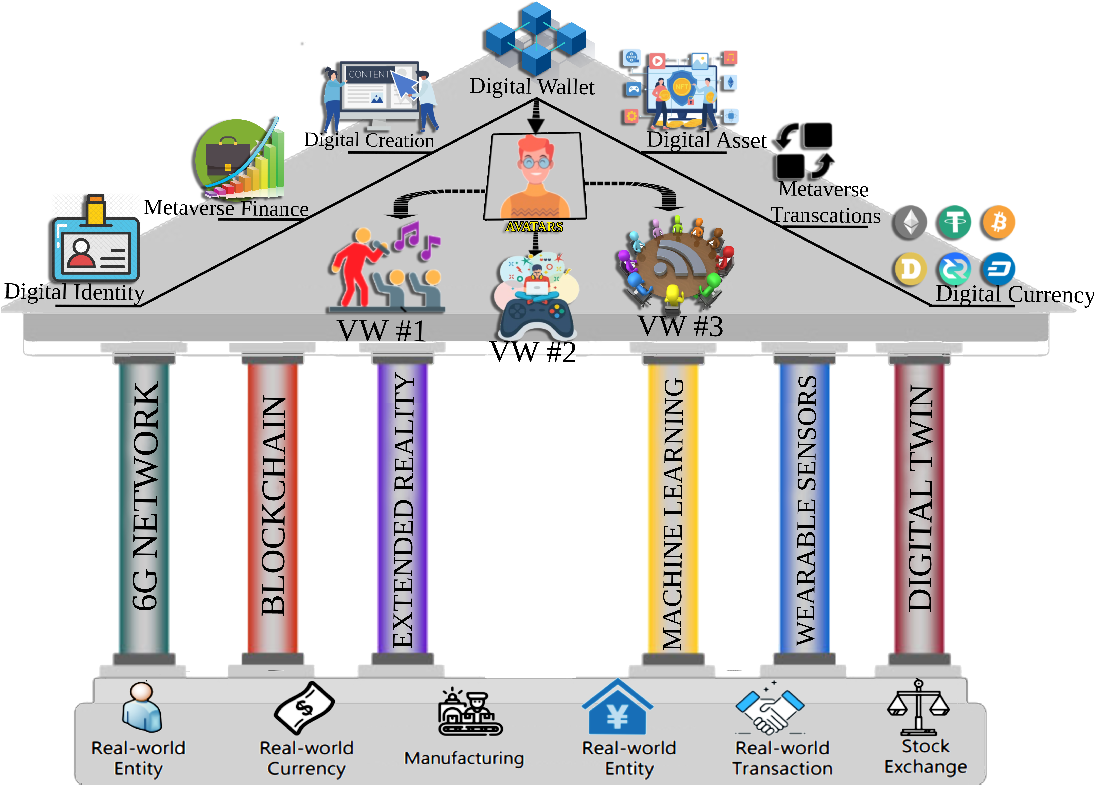 Digital Wallet
CONTENT
Digital Creation
NFT
Digital Asset
Metaverse Finance
Metaverse
Transcations
Digital Identity
Digital Currency
AVATARS
VW #1
VW #2
VW #3
6G NETWORK
BLOCKCHAIN
EXTENDED REALITY
MACHINE LEARNING
WEARABLE SENSORS
DIGITAL TWIN
Real-world
Entity
Real-world
Currency
Manufacturing
Real-world
Entity
Real-world
Transaction
Stock
Exchange